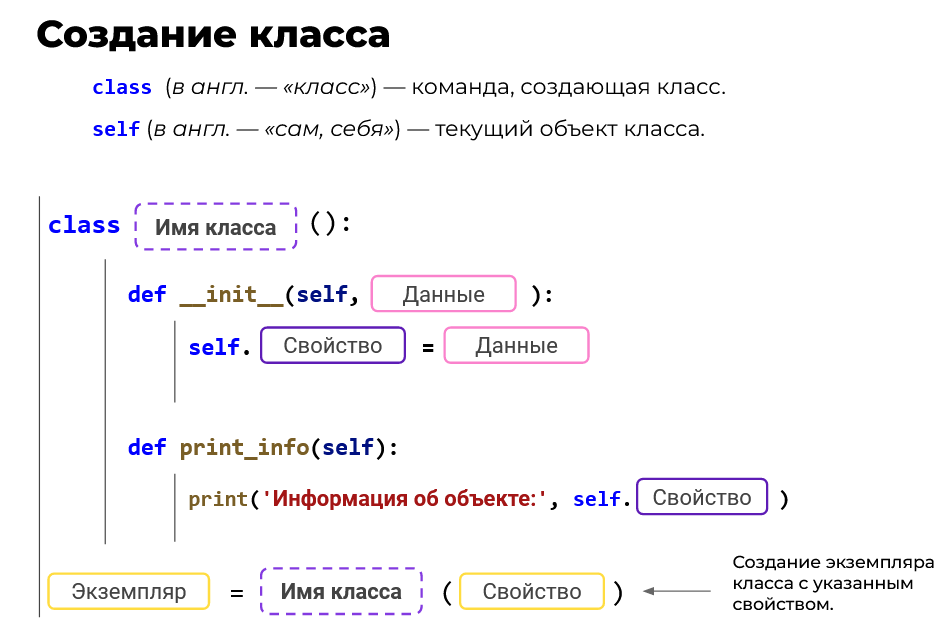 Создание класса
class (в англ. — «класс») — команда, создающая класс.
self (в англ. — «сам, себя») — текущий объект класса.
class Имя класса ():
def __init__(self, Данные ):
self. Свойство = Данные
def print_info(self):
print('Информация об объекте:', self. Свойство )
Экземпляр = Имя класса ( Свойство )
Создание экземпляра
класса с указанным
свойством.